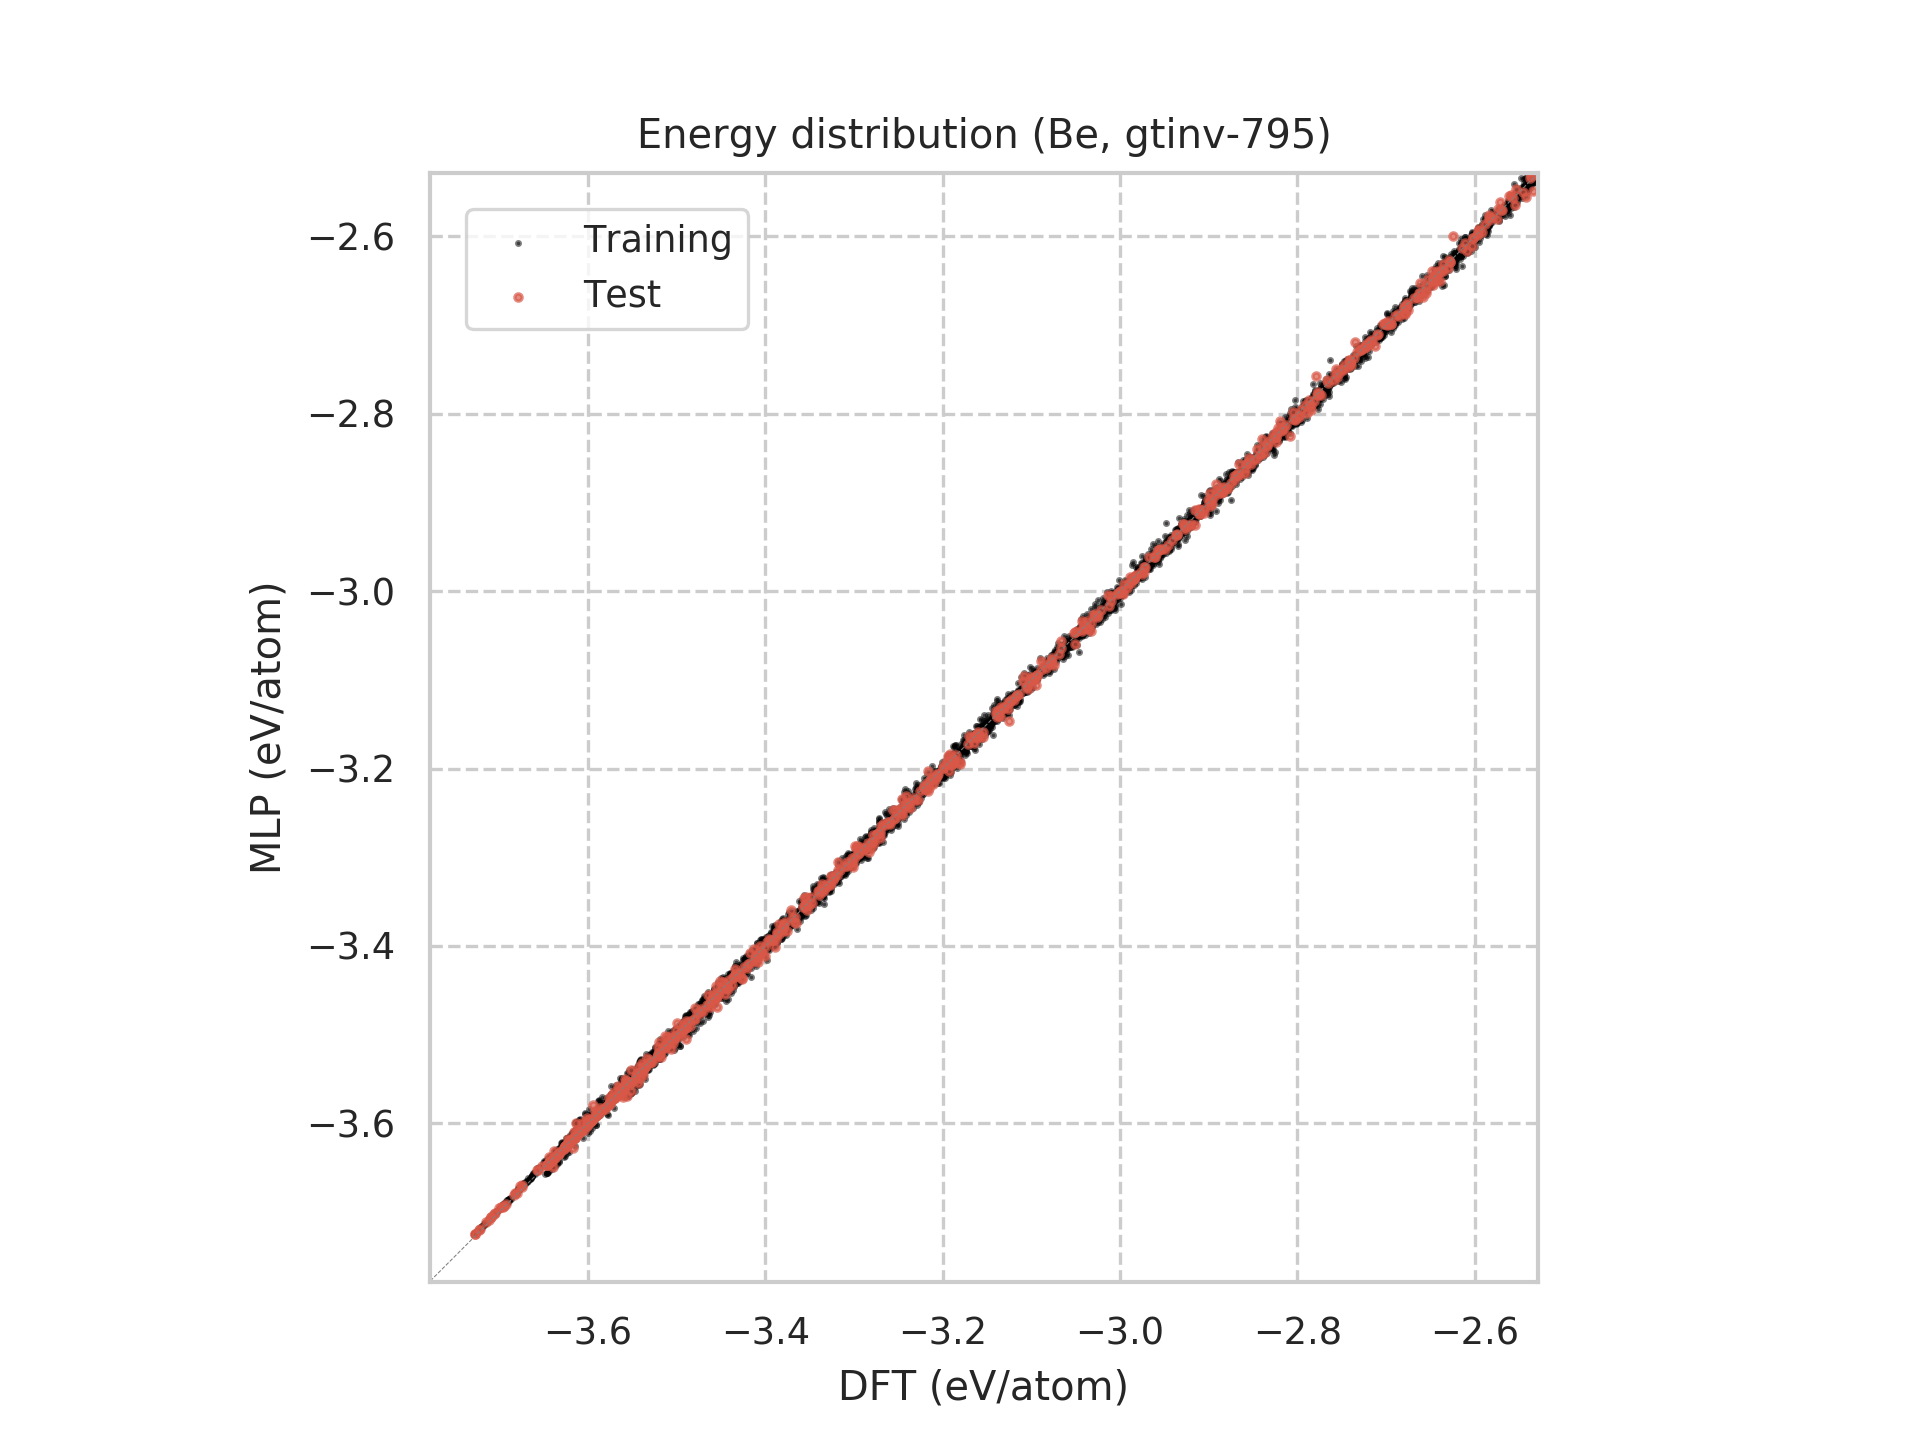 Energy distribution (Be, gtinv-795)
Training
Test
−2.6
−2.8
−3.0
−3.2
−3.4
−3.6
MLP (eV/atom)
−3.6 −3.4 −3.2 −3.0 −2.8 −2.6
DFT (eV/atom)